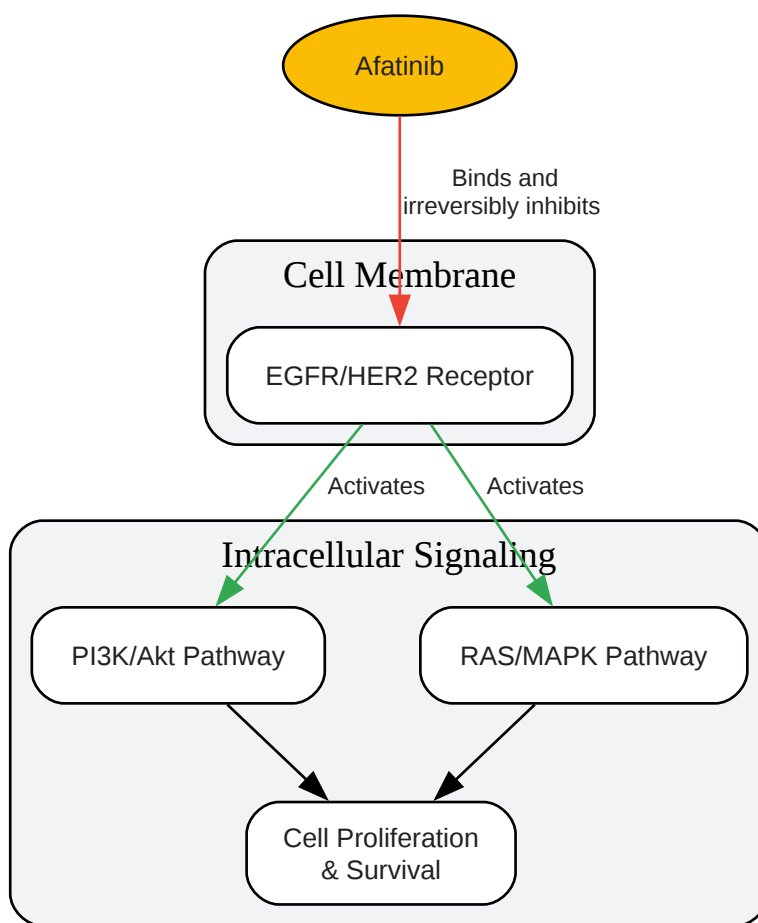 Afatinib
Binds and
irreversibly inhibits
Cell Membrane
EGFR/HER2 Receptor
Activates
Activates
Intracellular Signaling
PI3K/Akt Pathway
RAS/MAPK Pathway
Cell Proliferation
& Survival